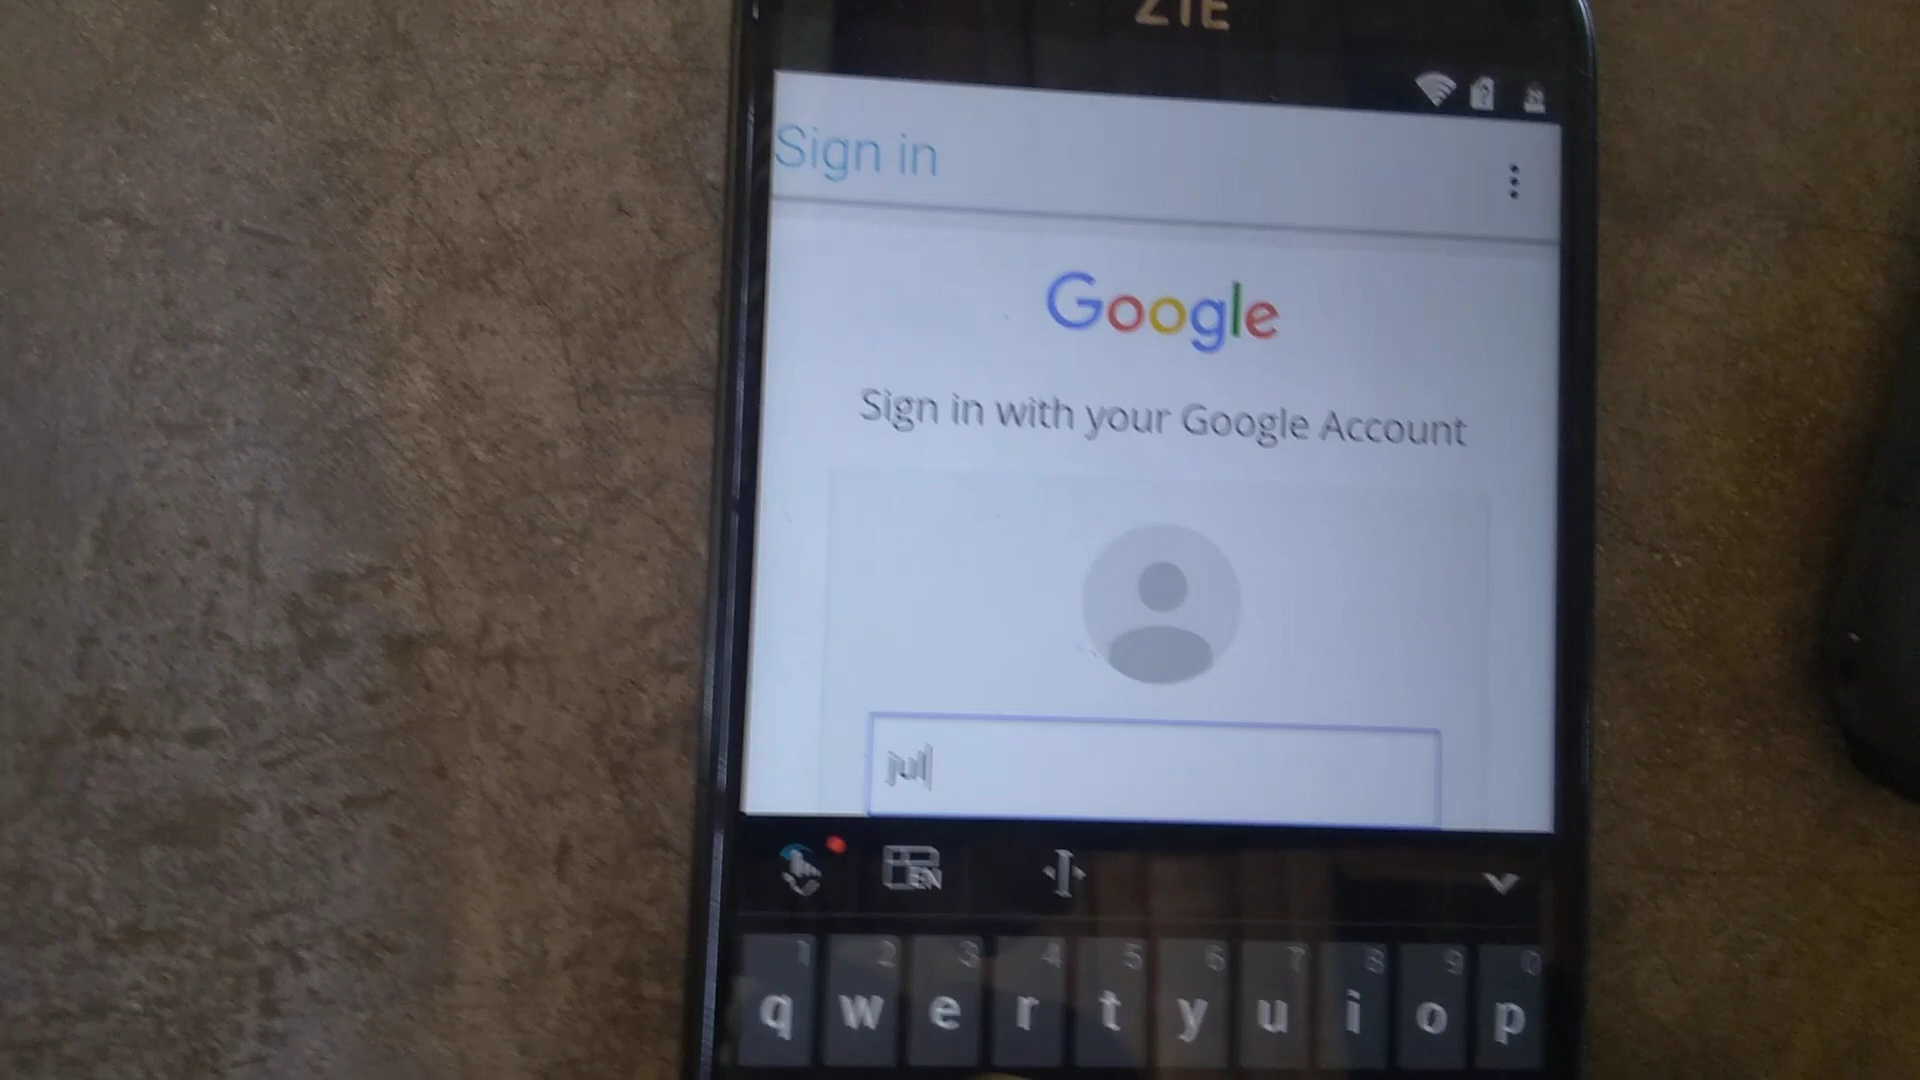 ZTE
Sign in
Google
Sign in with your Google Account
jul
EN
1 2 3 4 5 6 7 8 9 0
q w e r t y u i o p